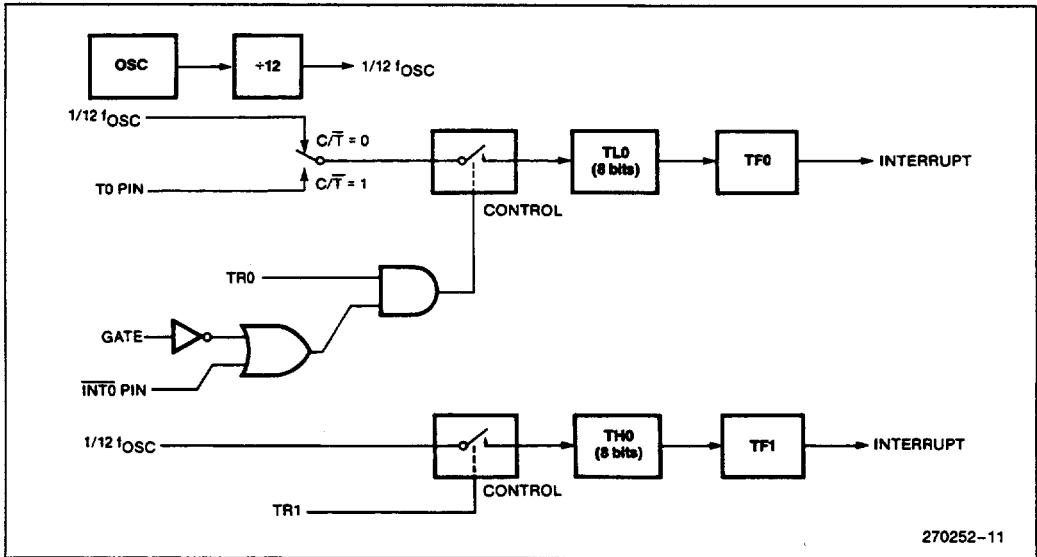 OSC
÷12
1/12 fOSC
1/12 fOSC
C/T̅ = 0
T0 PIN
C/T̅ = 1
CONTROL
TL0
(8 bits)
TF0
INTERRUPT
TR0
GATE
I̅N̅T̅0̅ PIN
1/12 fOSC
CONTROL
TH0
(8 bits)
TF1
INTERRUPT
TR1
270252-11